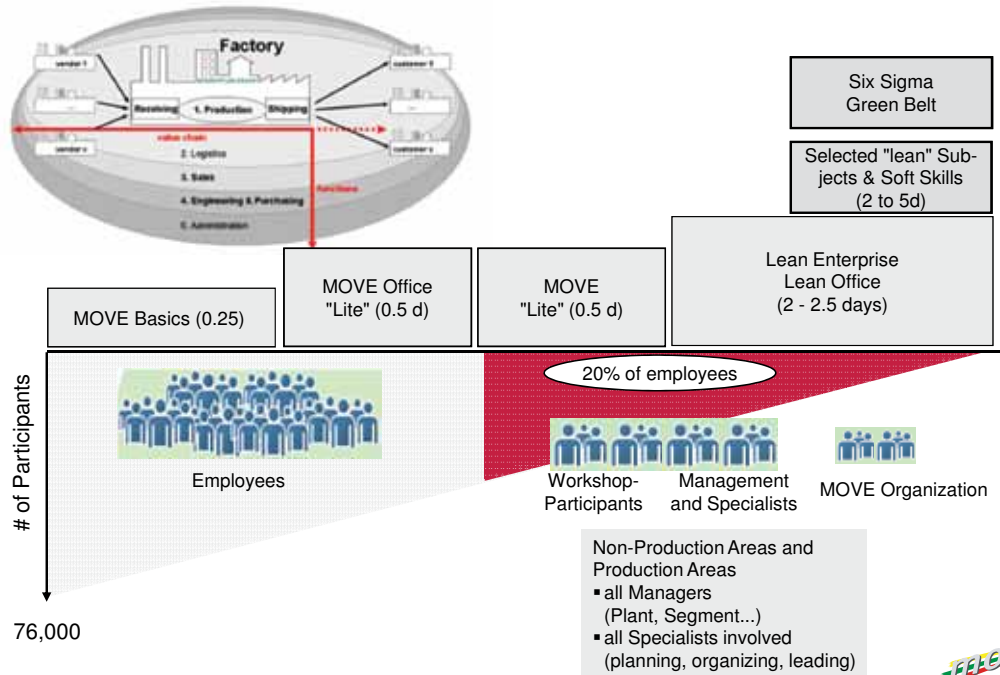 Factory
vendor 1
customer 1
...
...
Receiving
1. Production
Shipping
value chain
2. Logistics
3. Sales
functions
4. Engineering & Purchasing
5. Administration
Six Sigma
Green Belt
Selected "lean" Sub-
jects & Soft Skills
(2 to 5d)
MOVE Basics (0.25)
MOVE Office
"Lite" (0.5 d)
MOVE
"Lite" (0.5 d)
Lean Enterprise
Lean Office
(2 - 2.5 days)
# of Participants
20% of employees
Employees
Workshop-
Participants
Management
and Specialists
MOVE Organization
Non-Production Areas and
Production Areas
▪ all Managers
(Plant, Segment...)
▪ all Specialists involved
(planning, organizing, leading)
76,000